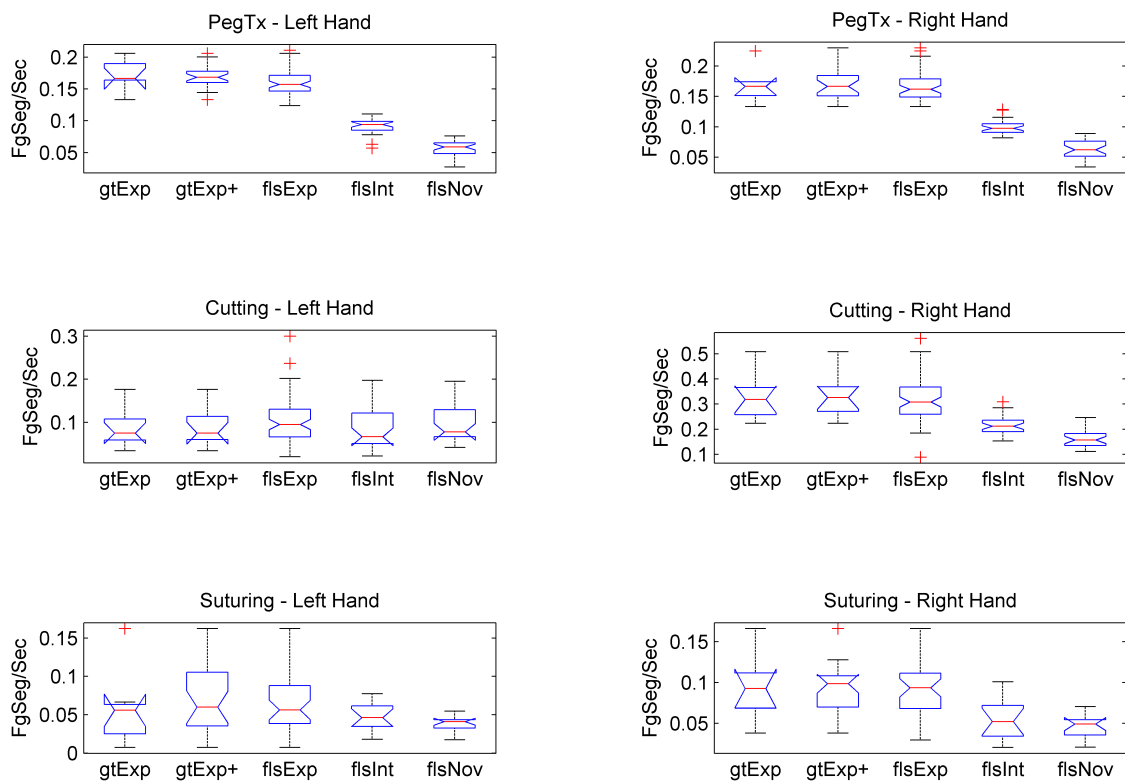 PegTx - Left Hand
FgSeg/Sec
0.2
0.15
0.1
0.05
gtExp gtExp+ flsExp flsInt flsNov
PegTx - Right Hand
FgSeg/Sec
0.2
0.15
0.1
0.05
gtExp gtExp+ flsExp flsInt flsNov
Cutting - Left Hand
FgSeg/Sec
0.3
0.2
0.1
gtExp gtExp+ flsExp flsInt flsNov
Cutting - Right Hand
FgSeg/Sec
0.5
0.4
0.3
0.2
0.1
gtExp gtExp+ flsExp flsInt flsNov
Suturing - Left Hand
FgSeg/Sec
0.15
0.1
0.05
0
gtExp gtExp+ flsExp flsInt flsNov
Suturing - Right Hand
FgSeg/Sec
0.15
0.1
0.05
gtExp gtExp+ flsExp flsInt flsNov